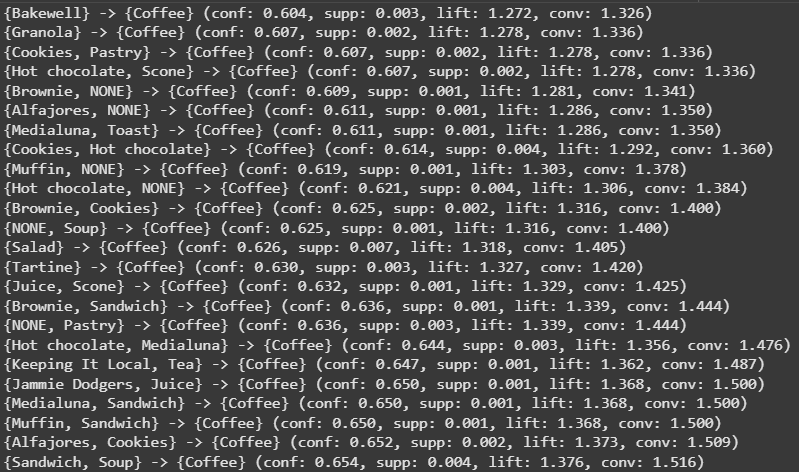 {Bakewell} -> {Coffee} (conf: 0.604, supp: 0.003, lift: 1.272, conv: 1.326)
{Granola} -> {Coffee} (conf: 0.607, supp: 0.002, lift: 1.278, conv: 1.336)
{Cookies, Pastry} -> {Coffee} (conf: 0.607, supp: 0.002, lift: 1.278, conv: 1.336)
{Hot chocolate, Scone} -> {Coffee} (conf: 0.607, supp: 0.002, lift: 1.278, conv: 1.336)
{Brownie, NONE} -> {Coffee} (conf: 0.609, supp: 0.001, lift: 1.281, conv: 1.341)
{Alfajores, NONE} -> {Coffee} (conf: 0.611, supp: 0.001, lift: 1.286, conv: 1.350)
{Medialuna, Toast} -> {Coffee} (conf: 0.611, supp: 0.001, lift: 1.286, conv: 1.350)
{Cookies, Hot chocolate} -> {Coffee} (conf: 0.614, supp: 0.004, lift: 1.292, conv: 1.360)
{Muffin, NONE} -> {Coffee} (conf: 0.619, supp: 0.001, lift: 1.303, conv: 1.378)
{Hot chocolate, NONE} -> {Coffee} (conf: 0.621, supp: 0.004, lift: 1.306, conv: 1.384)
{Brownie, Cookies} -> {Coffee} (conf: 0.625, supp: 0.002, lift: 1.316, conv: 1.400)
{NONE, Soup} -> {Coffee} (conf: 0.625, supp: 0.001, lift: 1.316, conv: 1.400)
{Salad} -> {Coffee} (conf: 0.626, supp: 0.007, lift: 1.318, conv: 1.405)
{Tartine} -> {Coffee} (conf: 0.630, supp: 0.003, lift: 1.327, conv: 1.420)
{Juice, Scone} -> {Coffee} (conf: 0.632, supp: 0.001, lift: 1.329, conv: 1.425)
{Brownie, Sandwich} -> {Coffee} (conf: 0.636, supp: 0.001, lift: 1.339, conv: 1.444)
{NONE, Pastry} -> {Coffee} (conf: 0.636, supp: 0.003, lift: 1.339, conv: 1.444)
{Hot chocolate, Medialuna} -> {Coffee} (conf: 0.644, supp: 0.003, lift: 1.356, conv: 1.476)
{Keeping It Local, Tea} -> {Coffee} (conf: 0.647, supp: 0.001, lift: 1.362, conv: 1.487)
{Jammie Dodgers, Juice} -> {Coffee} (conf: 0.650, supp: 0.001, lift: 1.368, conv: 1.500)
{Medialuna, Sandwich} -> {Coffee} (conf: 0.650, supp: 0.001, lift: 1.368, conv: 1.500)
{Muffin, Sandwich} -> {Coffee} (conf: 0.650, supp: 0.001, lift: 1.368, conv: 1.500)
{Alfajores, Cookies} -> {Coffee} (conf: 0.652, supp: 0.002, lift: 1.373, conv: 1.509)
{Sandwich, Soup} -> {Coffee} (conf: 0.654, supp: 0.004, lift: 1.376, conv: 1.516)